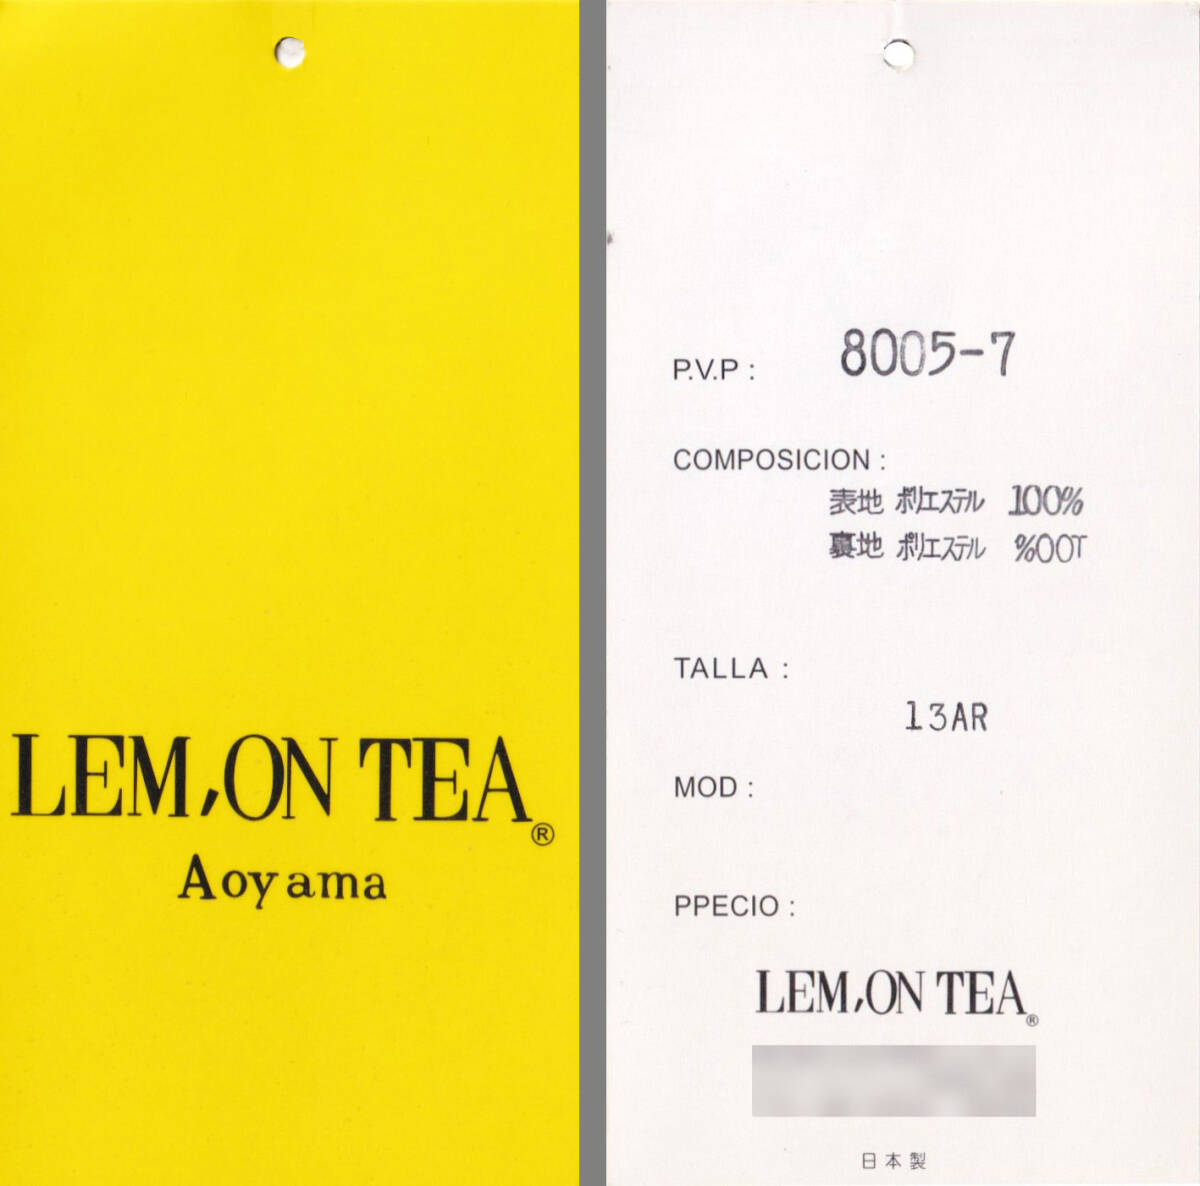 LEM,ON TEA®
Aoyama
P.V.P : 8005-7
COMPOSICION :
表地 ポリエステル 100%
裏地 ポリエステル %00T
TALLA :
13AR
MOD :
PPECIO :
LEM,ON TEA®
日本製